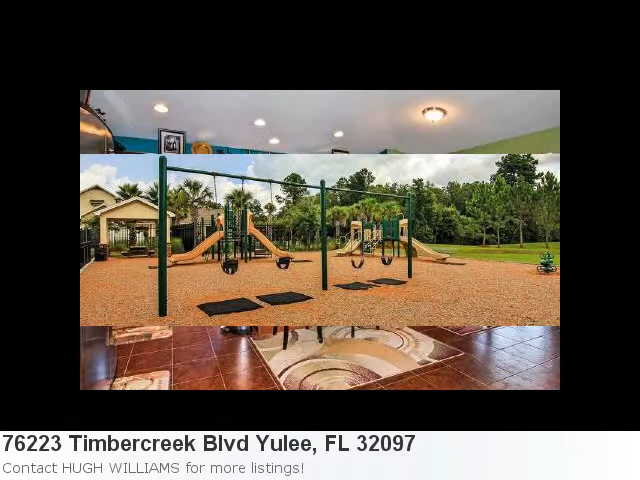 76223 Timbercreek Blvd Yulee, FL 32097
Contact HUGH WILLIAMS for more listings!